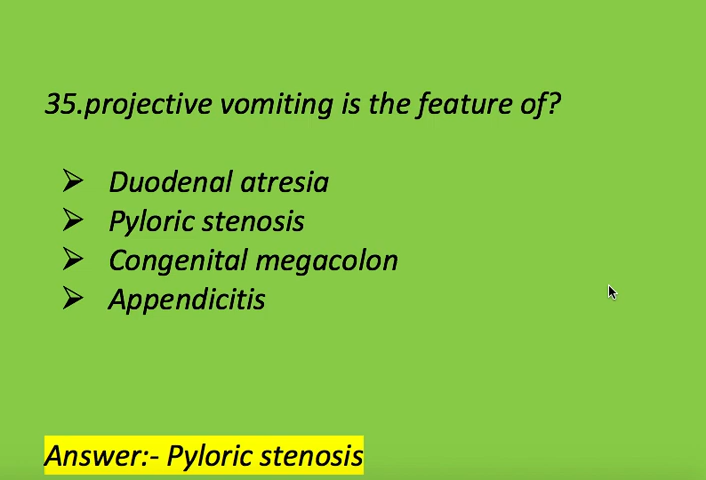 35.projective vomiting is the feature of?
➢ Duodenal atresia
➢ Pyloric stenosis
➢ Congenital megacolon
➢ Appendicitis
Answer:- Pyloric stenosis